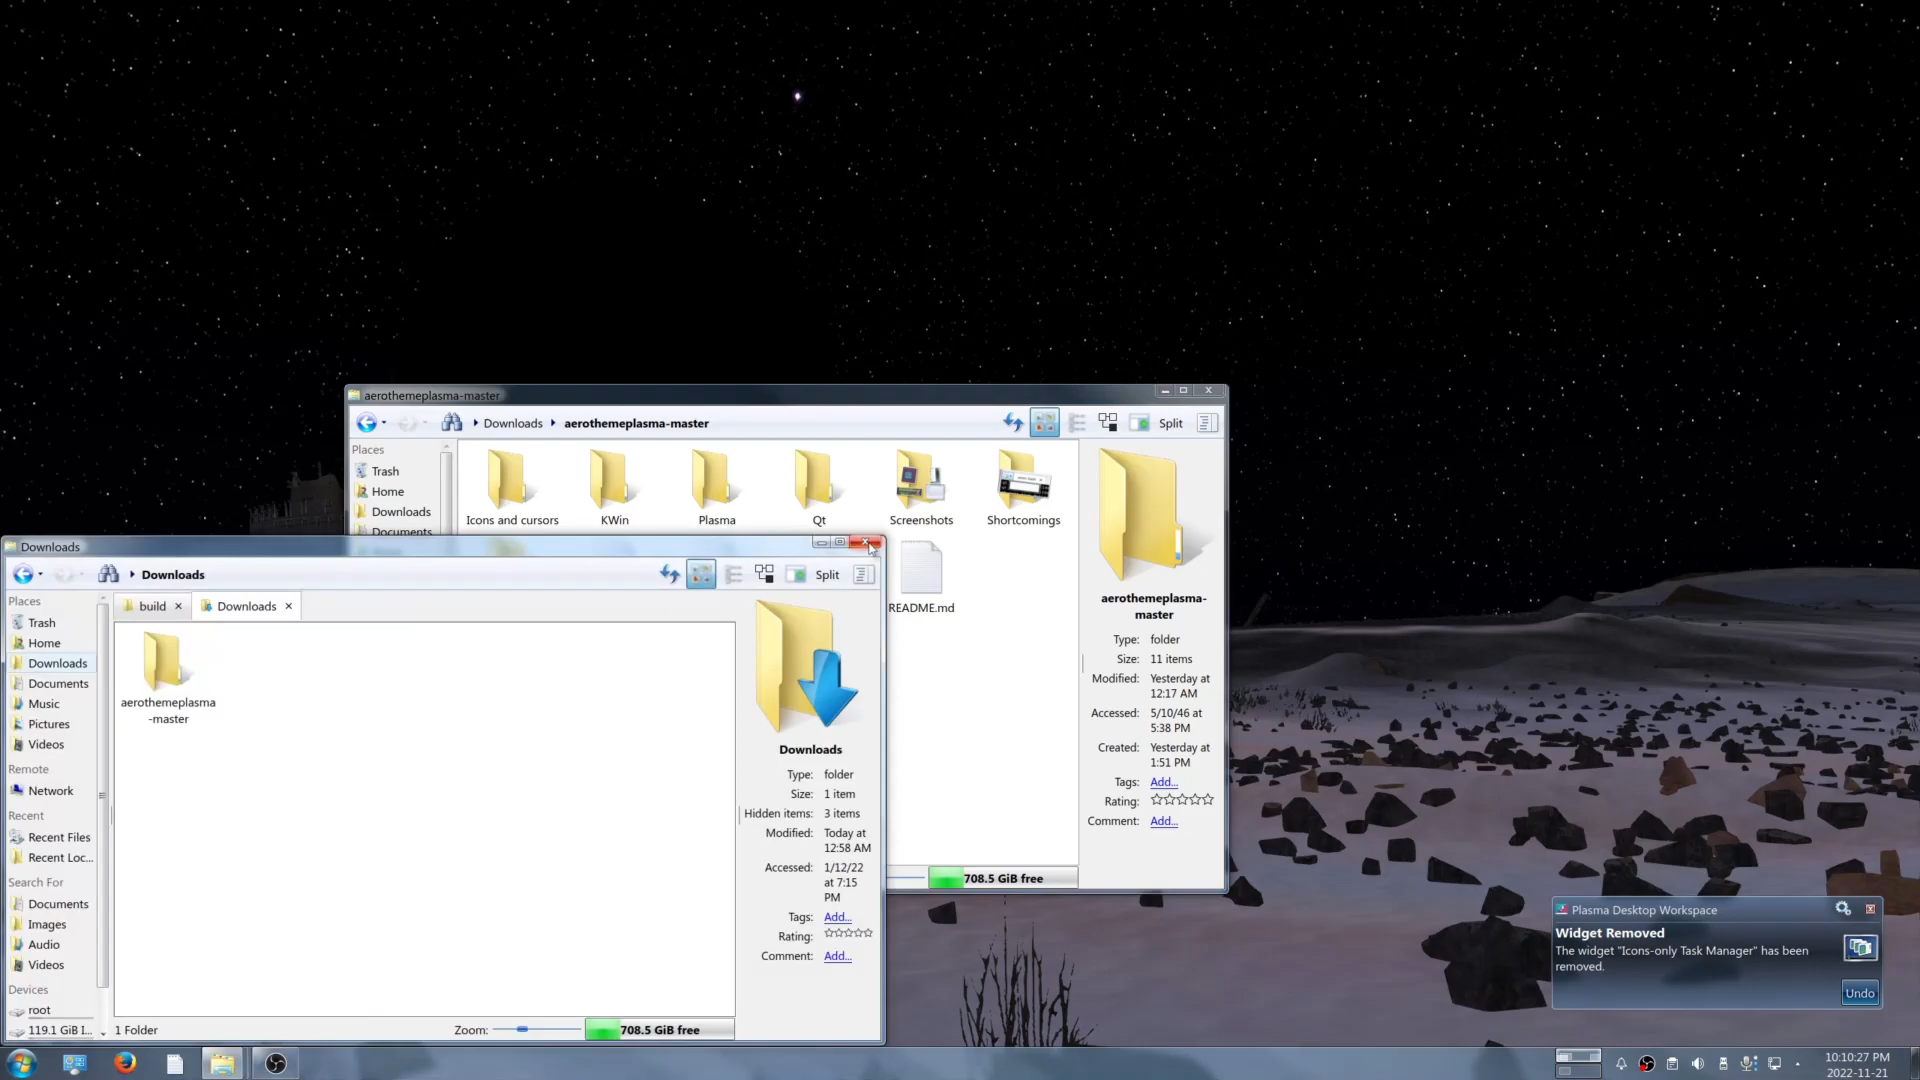 aerothemeplasma-master
Downloads
aerothemeplasma-master
Split
Places
Trash
Home
Downloads
Documents
Icons and cursors
KWin
Plasma
Qt
Screenshots
Shortcomings
README.md
aerothemeplasma-
master
Type: folder
Size: 11 items
Modified: Yesterday at
12:17 AM
Accessed: 5/10/46 at
5:38 PM
Created: Yesterday at
1:51 PM
Tags: Add...
Rating:
Comment: Add...
708.5 GiB free
Downloads
Downloads
Split
Places
Trash
Home
Downloads
Documents
Music
Pictures
Videos
Remote
Network
Recent
Recent Files
Recent Loc...
Search For
Documents
Images
Audio
Videos
Devices
root
119.1 GiB I...
build
Downloads
aerothemeplasma
-master
Downloads
Type: folder
Size: 1 item
Hidden items: 3 items
Modified: Today at
12:58 AM
Accessed: 1/12/22
at 7:15
PM
Tags: Add...
Rating:
Comment: Add...
1 Folder
Zoom:
708.5 GiB free
Plasma Desktop Workspace
Widget Removed
The widget "Icons-only Task Manager" has been
removed.
Undo
10:10:27 PM
2022-11-21